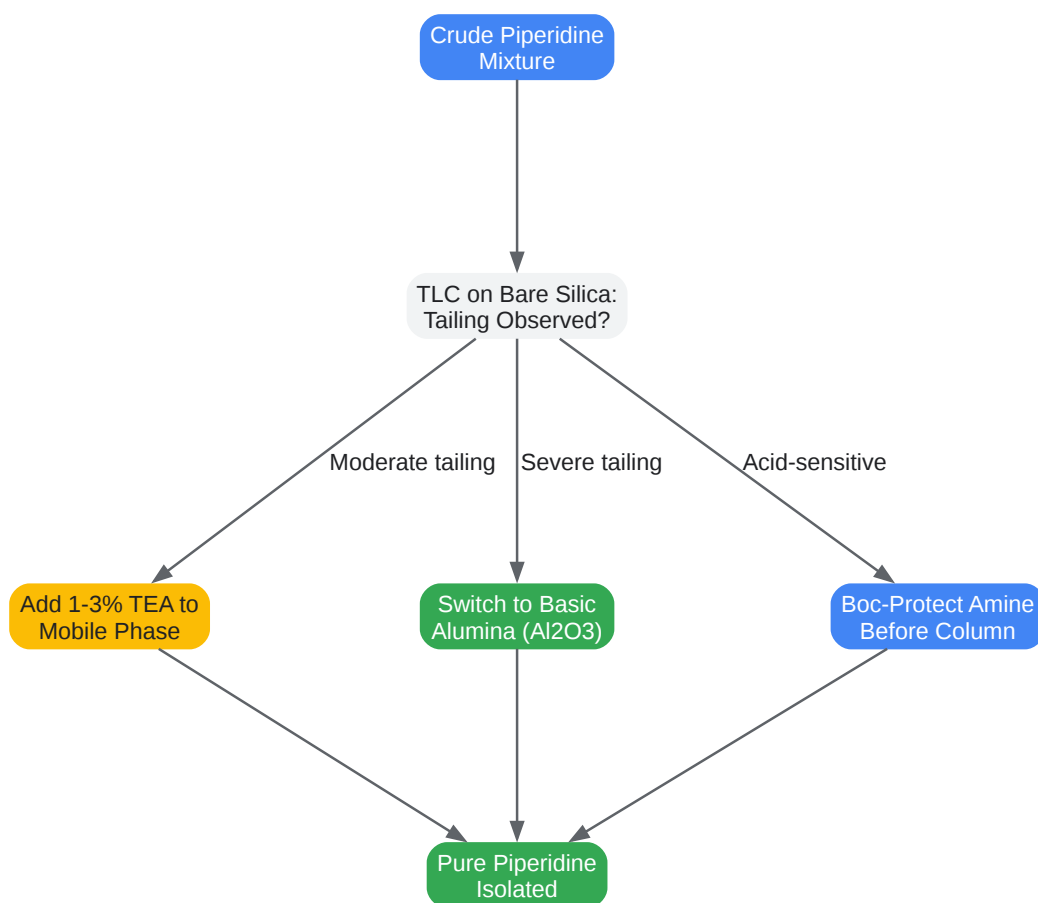 Crude Piperidine
Mixture
TLC on Bare Silica:
Tailing Observed?
Moderate tailing
Severe tailing
Acid-sensitive
Add 1-3% TEA to
Mobile Phase
Switch to Basic
Alumina (Al2O3)
Boc-Protect Amine
Before Column
Pure Piperidine
Isolated